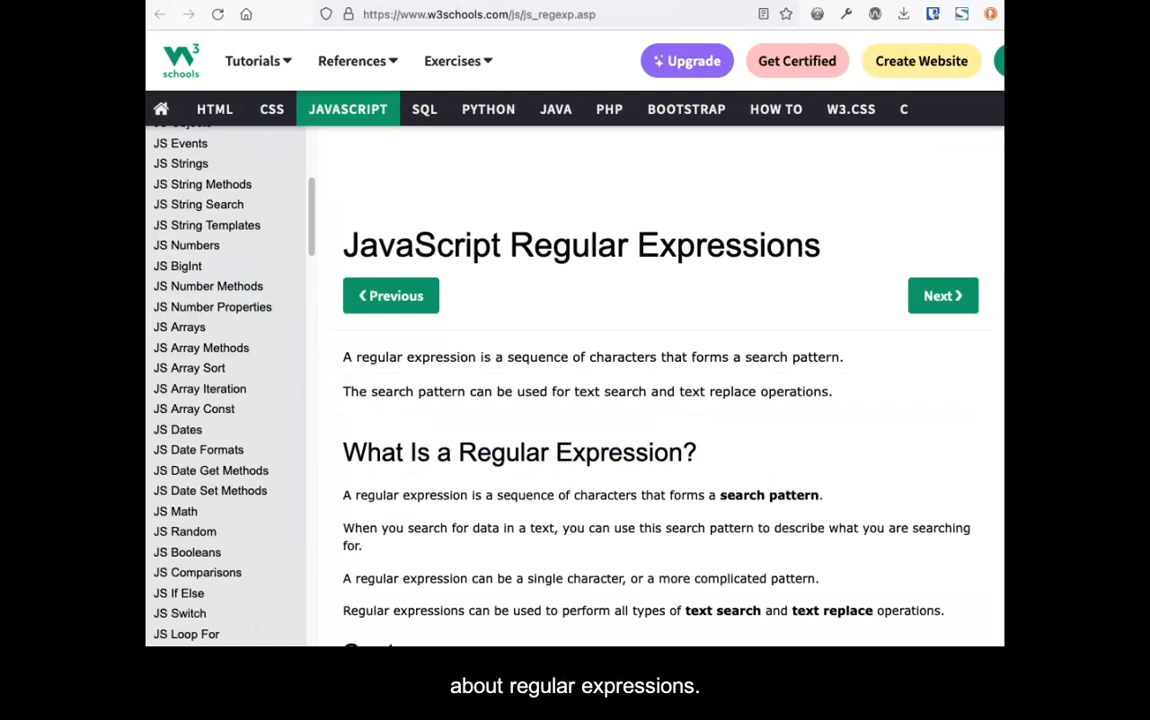 https://www.w3schools.com/js/js_regexp.asp
W3 schools
Tutorials References Exercises Upgrade Get Certified Create Website
HTML CSS JAVASCRIPT SQL PYTHON JAVA PHP BOOTSTRAP HOW TO W3.CSS C
JS Objects
JS Events
JS Strings
JS String Methods
JS String Search
JS String Templates
JS Numbers
JS BigInt
JS Number Methods
JS Number Properties
JS Arrays
JS Array Methods
JS Array Sort
JS Array Iteration
JS Array Const
JS Dates
JS Date Formats
JS Date Get Methods
JS Date Set Methods
JS Math
JS Random
JS Booleans
JS Comparisons
JS If Else
JS Switch
JS Loop For
JavaScript Regular Expressions
❮ Previous
Next ❯
A regular expression is a sequence of characters that forms a search pattern.
The search pattern can be used for text search and text replace operations.
What Is a Regular Expression?
A regular expression is a sequence of characters that forms a search pattern.
When you search for data in a text, you can use this search pattern to describe what you are searching
for.
A regular expression can be a single character, or a more complicated pattern.
Regular expressions can be used to perform all types of text search and text replace operations.
about regular expressions.